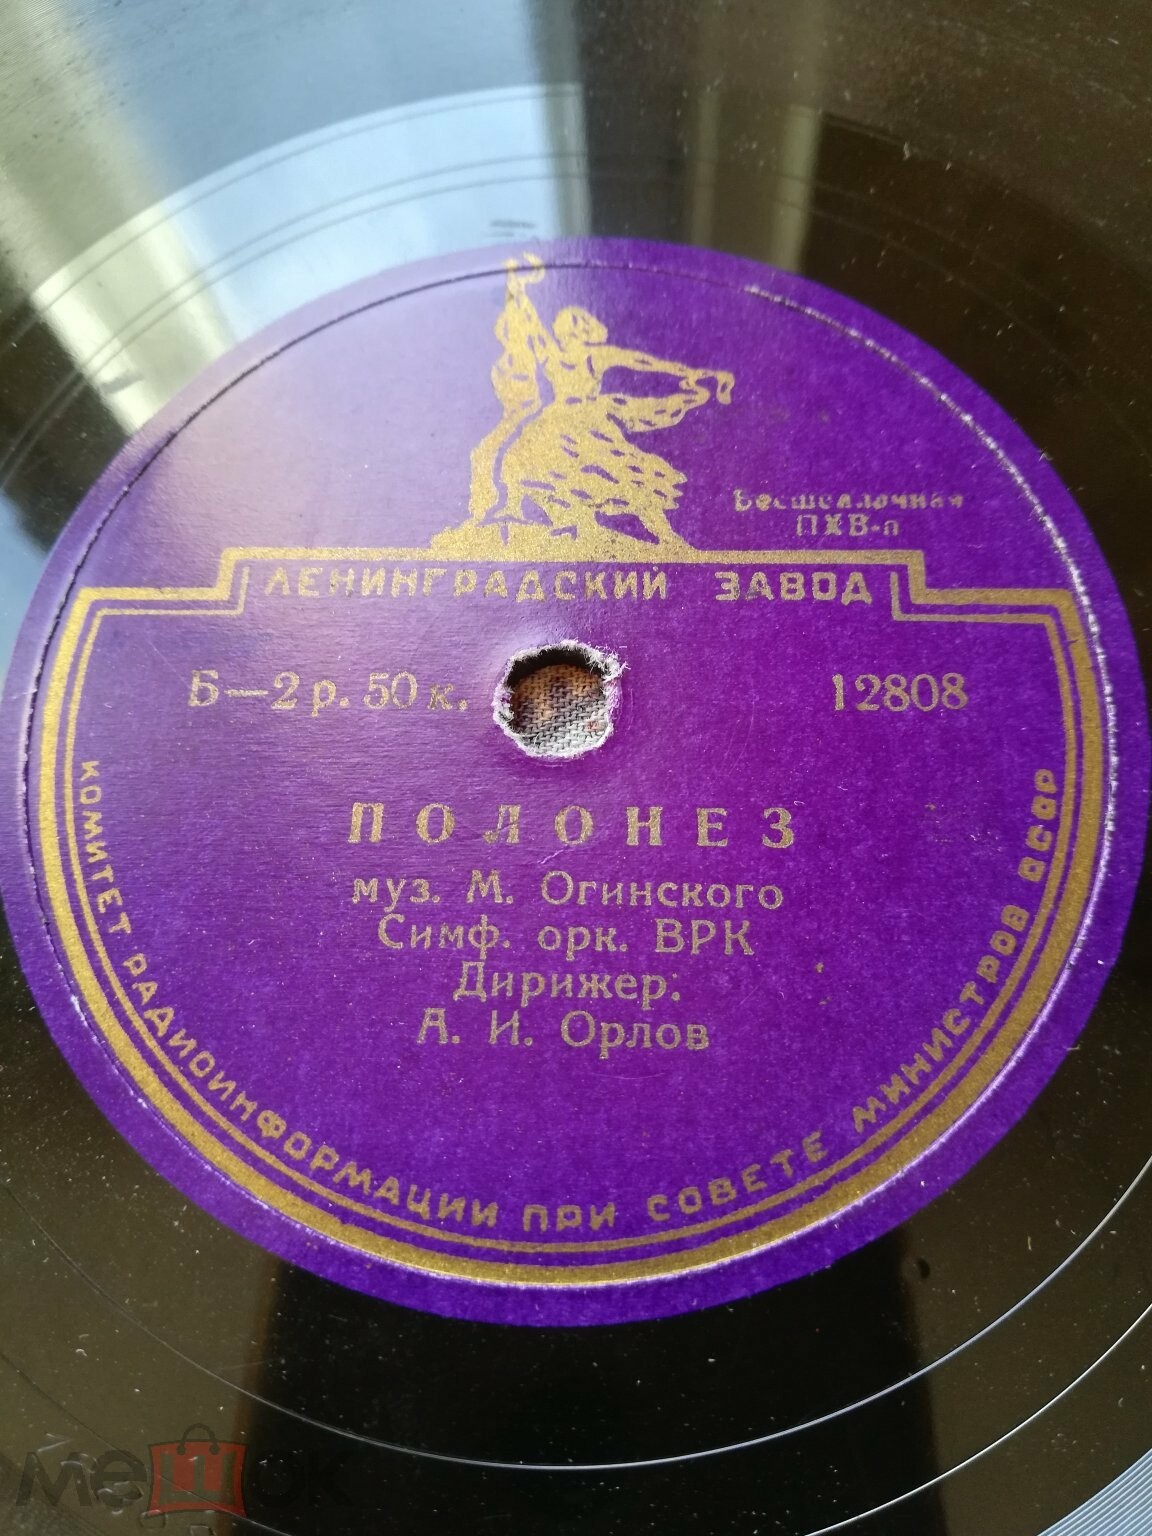 Бесшеллачная
ПХВ-п
ЛЕНИНГРАДСКИЙ ЗАВОД
Б—2 р. 50 к.
12808
ПОЛОНЕЗ
муз. М. Огинского
Симф. орк. ВРК
Дирижер:
А. И. Орлов
КОМИТЕТ РАДИОИНФОРМАЦИИ ПРИ СОВЕТЕ МИНИСТРОВ СССР
мешок